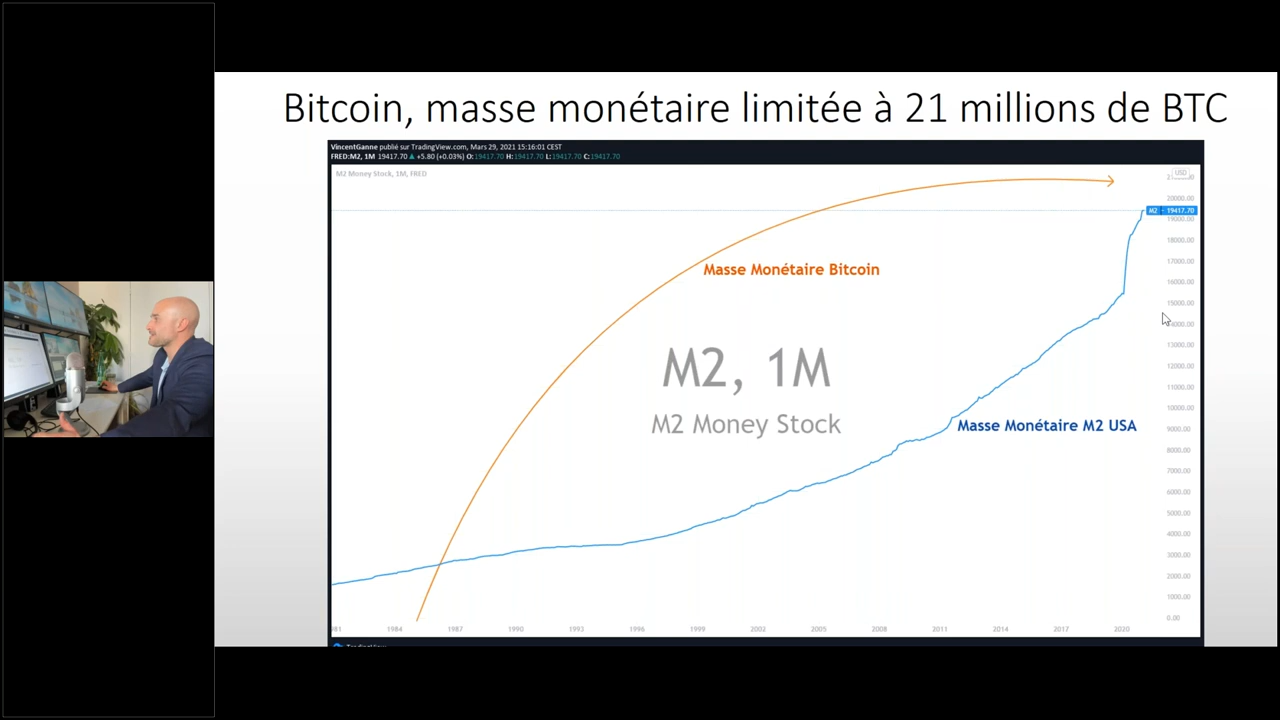 Bitcoin, masse monétaire limitée à 21 millions de BTC
VincentGanne publié sur TradingView.com, Mars 29, 2021 15:16:01 CEST
FRED:M2, 1M 19417.70 ▲ +5.80 (+0.03%) O:19417.70 H:19417.70 L:19417.70 C:19417.70
M2 Money Stock, 1M, FRED
USD
20000.00
M2 19417.70
19000.00
18000.00
17000.00
Masse Monétaire Bitcoin
16000.00
15000.00
14000.00
13000.00
M2, 1M
12000.00
11000.00
10000.00
M2 Money Stock
Masse Monétaire M2 USA
9000.00
8000.00
7000.00
6000.00
5000.00
4000.00
3000.00
2000.00
1000.00
0.00
1984 1987 1990 1993 1996 1999 2002 2005 2008 2011 2014 2017 2020